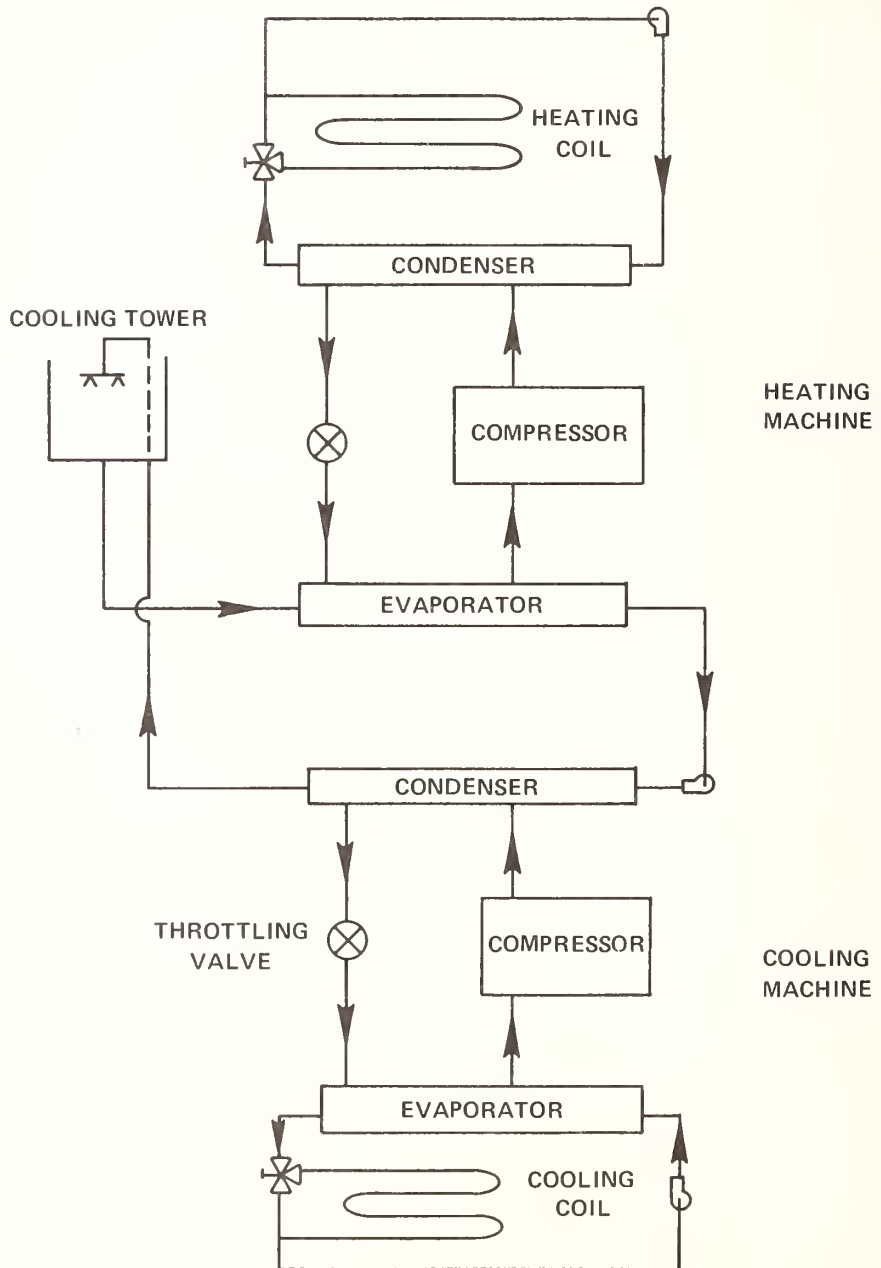 HEATING
COIL
CONDENSER
COOLING TOWER
HEATING
MACHINE
COMPRESSOR
EVAPORATOR
CONDENSER
THROTTLING
VALVE
COMPRESSOR
COOLING
MACHINE
EVAPORATOR
COOLING
COIL